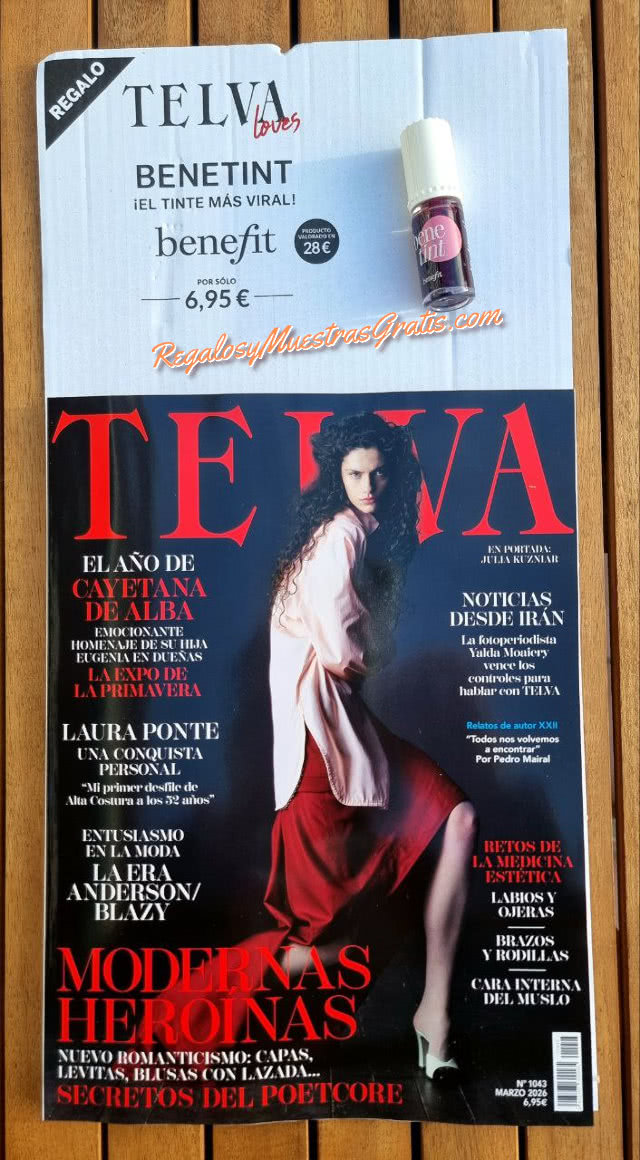 REGALO
TELVA
loves
BENETINT
¡EL TINTE MÁS VIRAL!
benefit
PRODUCTO
VALORADO EN
28 €
POR SÓLO
6,95 €
bene
tint
benefit
RegalosyMuestrasGratis.com
TELVA
EN PORTADA:
JULIA KUZNIAR
EL AÑO DE
CAYETANA
DE ALBA
EMOCIONANTE
HOMENAJE DE SU HIJA
EUGENIA EN DUEÑAS
LA EXPO DE
LA PRIMAVERA
LAURA PONTE
UNA CONQUISTA
PERSONAL
“Mi primer desfile de
Alta Costura a los 52 años”
ENTUSIASMO
EN LA MODA
LA ERA
ANDERSON/
BLAZY
NOTICIAS
DESDE IRÁN
La fotoperiodista
Yalda Moaiery
vence los
controles para
hablar con TELVA
Relatos de autor XXII
“Todos nos volvemos
a encontrar”
Por Pedro Mairal
RETOS DE
LA MEDICINA
ESTÉTICA
LABIOS Y
OJERAS
BRAZOS
Y RODILLAS
CARA INTERNA
DEL MUSLO
MODERNAS
HEROÍNAS
NUEVO ROMANTICISMO: CAPAS,
LEVITAS, BLUSAS CON LAZADA...
SECRETOS DEL POETCORE
Nº 1043
MARZO 2026
6,95€